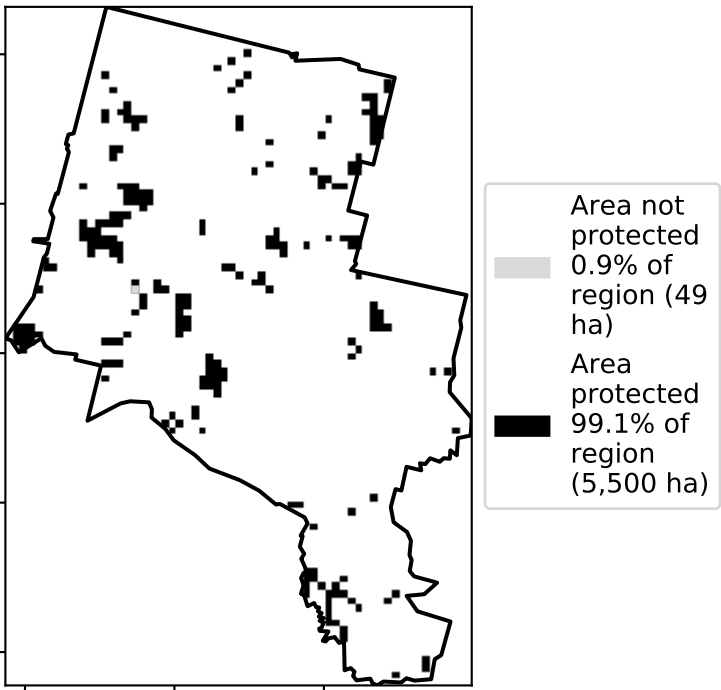 Area not
protected
0.9% of
region (49
ha)
Area
protected
99.1% of
region
(5,500 ha)